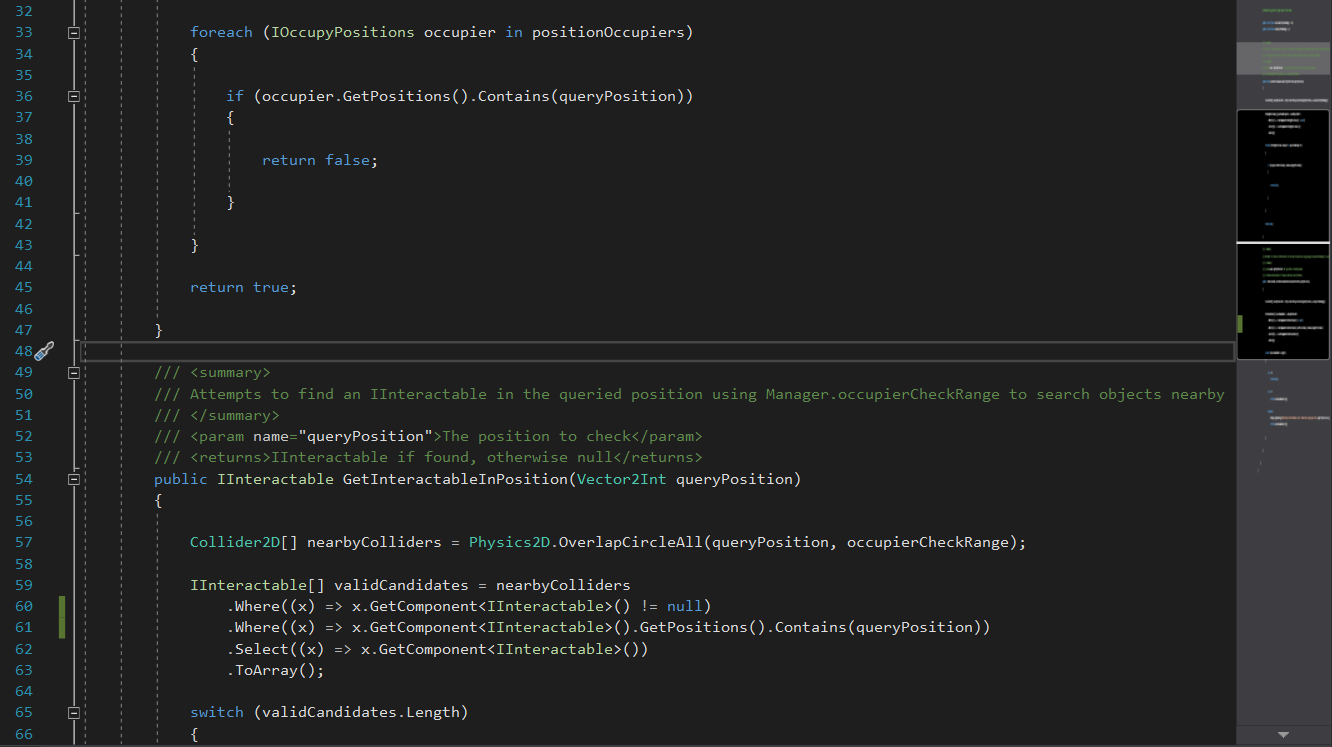 32
33 foreach (IOccupyPositions occupier in positionOccupiers)
34 {
35
36 if (occupier.GetPositions().Contains(queryPosition))
37 {
38
39 return false;
40
41 }
42
43 }
44
45 return true;
46
47 }
48
49 /// <summary>
50 /// Attempts to find an IInteractable in the queried position using Manager.occupierCheckRange to search objects nearby
51 /// </summary>
52 /// <param name="queryPosition">The position to check</param>
53 /// <returns>IInteractable if found, otherwise null</returns>
54 public IInteractable GetInteractableInPosition(Vector2Int queryPosition)
55 {
56
57 Collider2D[] nearbyColliders = Physics2D.OverlapCircleAll(queryPosition, occupierCheckRange);
58
59 IInteractable[] validCandidates = nearbyColliders
60 .Where((x) => x.GetComponent<IInteractable>() != null)
61 .Where((x) => x.GetComponent<IInteractable>().GetPositions().Contains(queryPosition))
62 .Select((x) => x.GetComponent<IInteractable>())
63 .ToArray();
64
65 switch (validCandidates.Length)
66 {